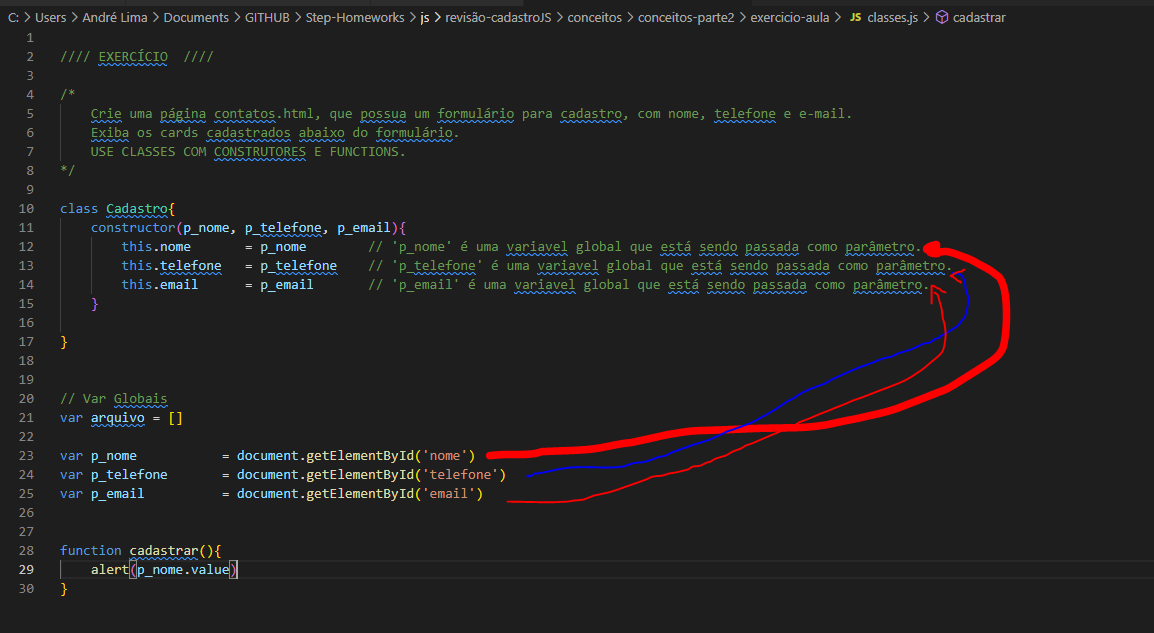 C: > Users > André Lima > Documents > GITHUB > Step-Homeworks > js > revisão-cadastroJS > conceitos > conceitos-parte2 > exercicio-aula > JS classes.js > cadastrar
1
2 //// EXERCÍCIO ////
3
4 /*
5 Crie uma página contatos.html, que possua um formulário para cadastro, com nome, telefone e e-mail.
6 Exiba os cards cadastrados abaixo do formulário.
7 USE CLASSES COM CONSTRUTORES E FUNCTIONS.
8 */
9
10 class Cadastro{
11 constructor(p_nome, p_telefone, p_email){
12 this.nome = p_nome // 'p_nome' é uma variavel global que está sendo passada como parâmetro.
13 this.telefone = p_telefone // 'p_telefone' é uma variavel global que está sendo passada como parâmetro.
14 this.email = p_email // 'p_email' é uma variavel global que está sendo passada como parâmetro.
15 }
16
17 }
18
19
20 // Var Globais
21 var arquivo = []
22
23 var p_nome = document.getElementById('nome')
24 var p_telefone = document.getElementById('telefone')
25 var p_email = document.getElementById('email')
26
27
28 function cadastrar(){
29 alert(p_nome.value)
30 }